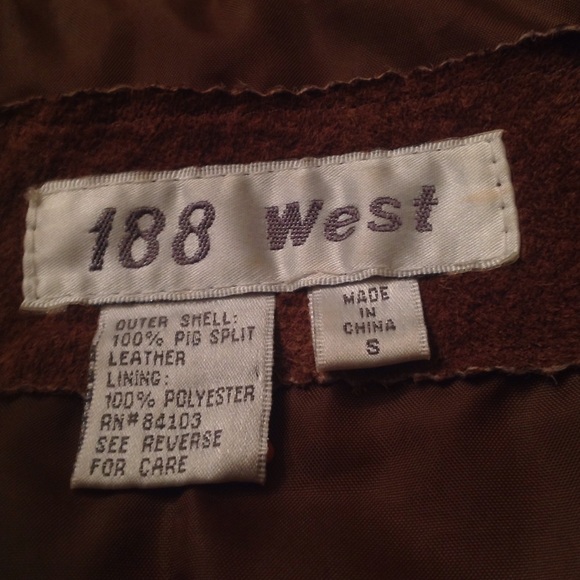 188 West
OUTER SHELL:
100% PIG SPLIT
LEATHER
LINING:
100% POLYESTER
RN#84103
SEE REVERSE
FOR CARE
MADE
IN
CHINA
S